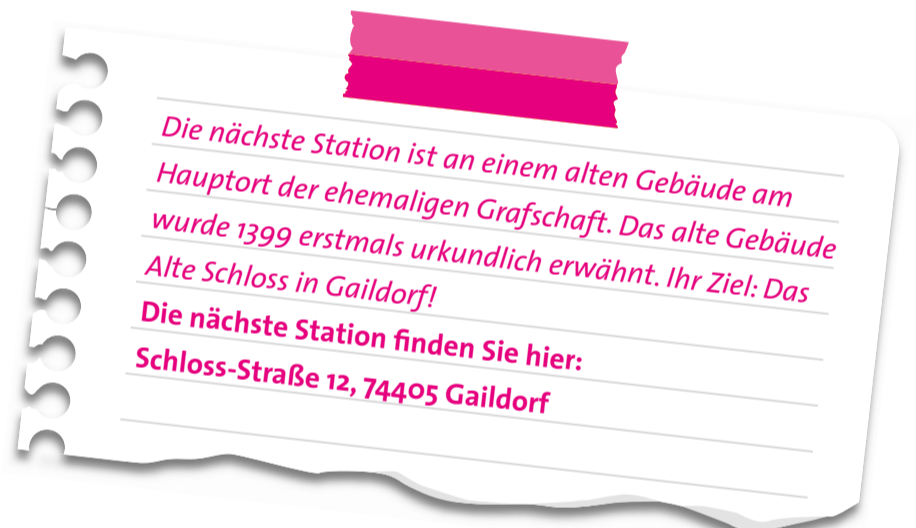 Die nächste Station ist an einem alten Gebäude am
Hauptort der ehemaligen Grafschaft. Das alte Gebäude
wurde 1399 erstmals urkundlich erwähnt. Ihr Ziel: Das
Alte Schloss in Gaildorf!
Die nächste Station finden Sie hier:
Schloss-Straße 12, 74405 Gaildorf